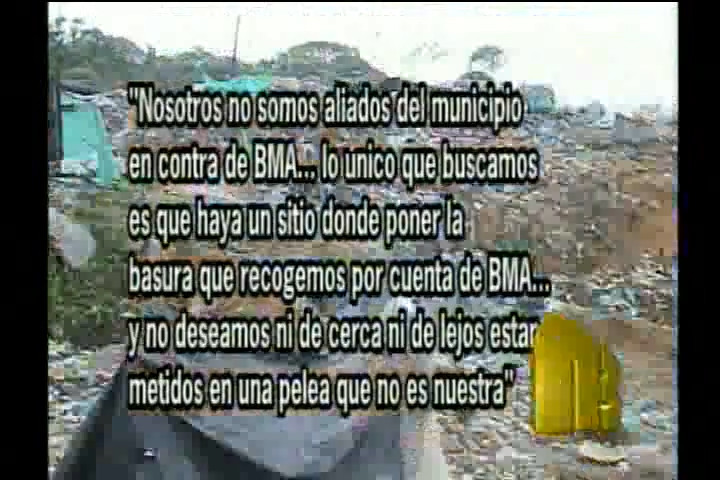 "Nosotros no somos aliados del municipio
en contra de BMA... lo unico que buscamos
es que haya un sitio donde poner la
basura que recogemos por cuenta de BMA...
y no deseamos ni de cerca ni de lejos estar
metidos en una pelea que no es nuestra"